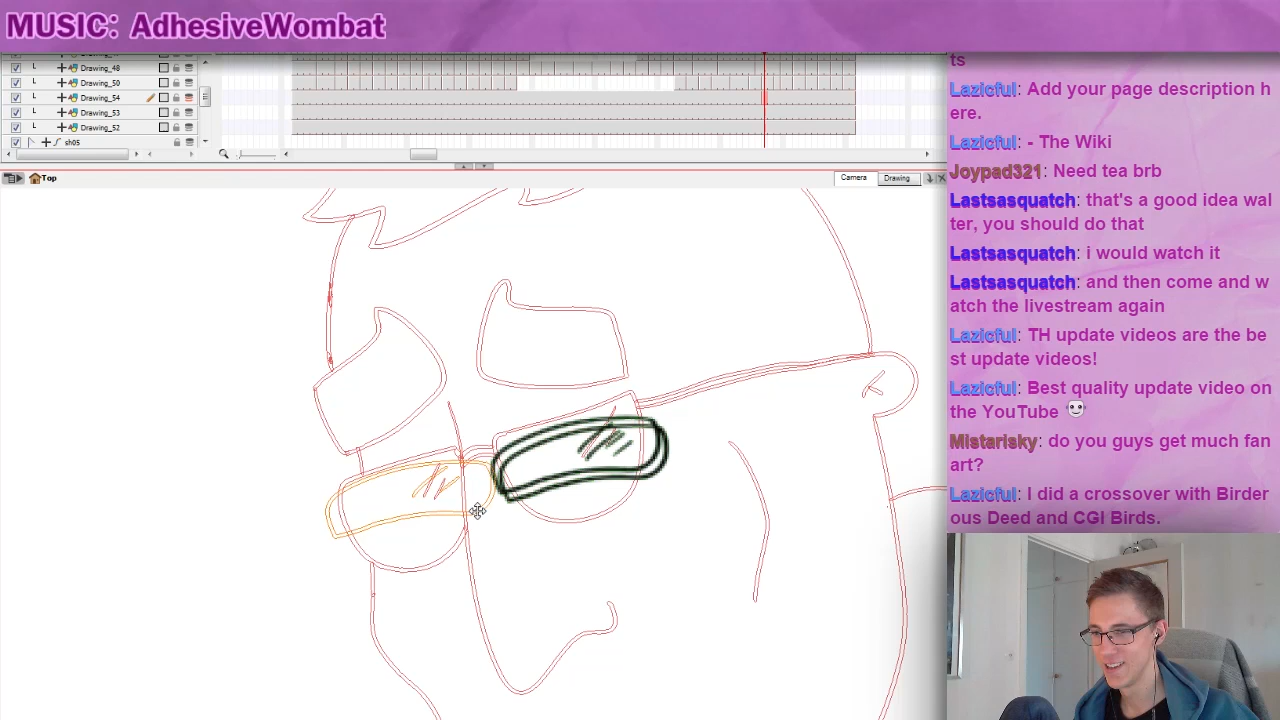 MUSIC: AdhesiveWombat
Drawing_48
Drawing_50
Drawing_54
Drawing_53
Drawing_52
sh05
Top
Camera
Drawing
ts
Lazicful: Add your page description h
ere.
Lazicful: - The Wiki
Joypad321: Need tea brb
Lastsasquatch: that's a good idea wal
ter, you should do that
Lastsasquatch: i would watch it
Lastsasquatch: and then come and w
atch the livestream again
Lazicful: TH update videos are the be
st update videos!
Lazicful: Best quality update video on
the YouTube
Mistarisky: do you guys get much fan
art?
Lazicful: I did a crossover with Birder
ous Deed and CGI Birds.